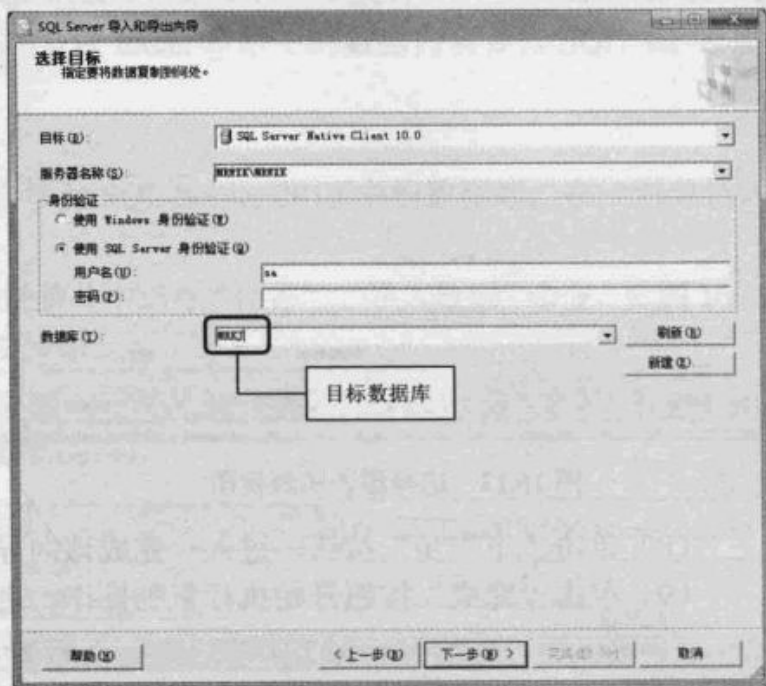 SQL Server 导入和导出向导
选择目标
指定要将数据复制到何处。
目标(D):
SQL Server Native Client 10.0
服务器名称(S):
身份验证
使用 Windows 身份验证(W)
使用 SQL Server 身份验证(Q)
用户名(U):
sa
密码(P):
数据库(T):
MRKJ
刷新(R)
新建(E)
目标数据库
帮助(H)
<上一步(B)
下一步(N) >
取消